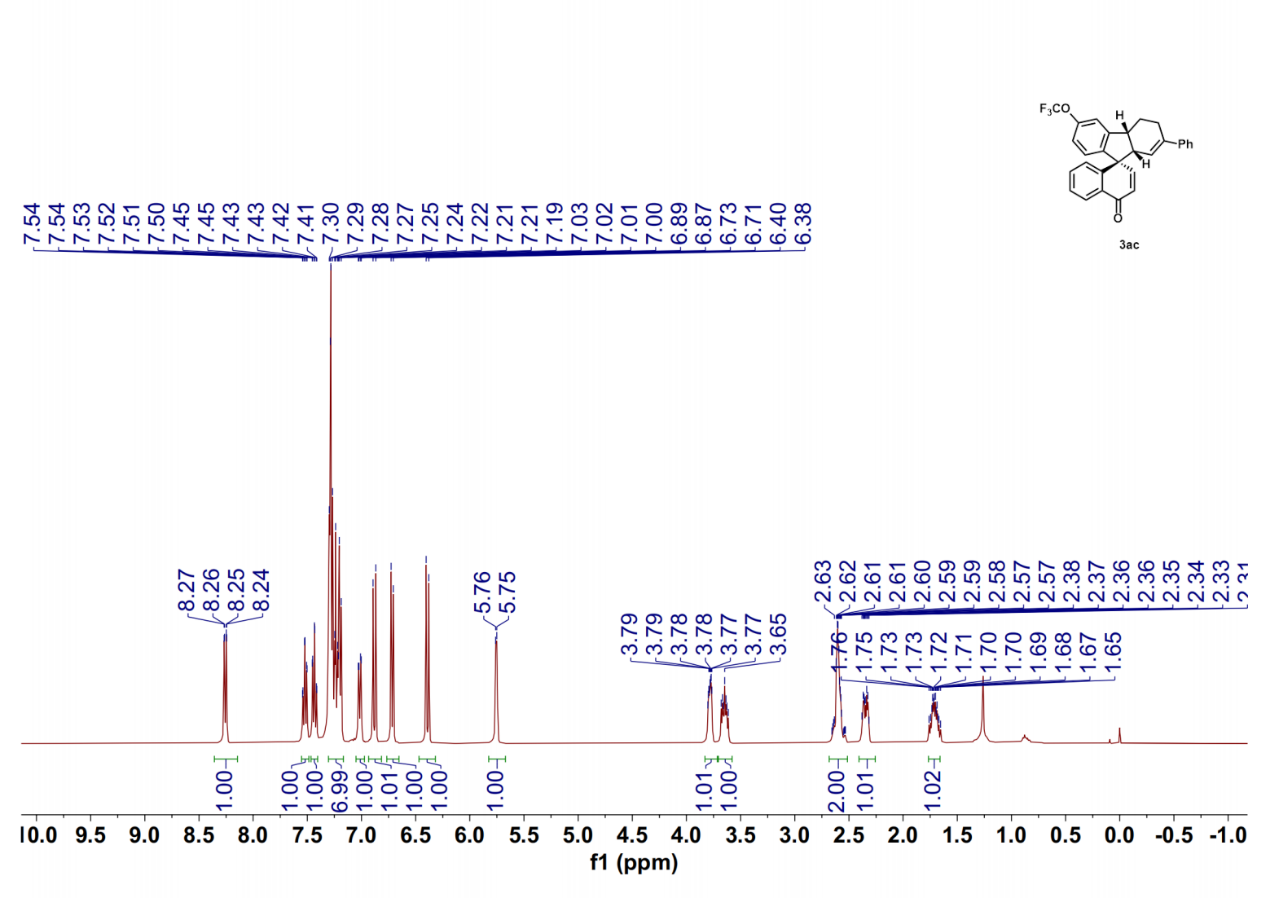 F₃CO
H
Ph
H
O
3ac
7.54 7.54 7.53 7.52 7.51 7.50 7.45 7.45 7.43 7.43 7.42 7.41 7.30 7.29 7.28 7.27 7.25 7.24 7.22 7.21 7.21 7.19 7.03 7.02 7.01 7.00 6.89 6.87 6.73 6.71 6.40 6.38
8.27 8.26 8.25 8.24
5.76 5.75
3.79 3.79 3.78 3.78 3.77 3.77 3.65
2.63 2.62 2.61 2.61 2.60 2.59 2.59 2.58 2.57 2.57 2.38 2.37 2.36 2.36 2.35 2.34 2.33 2.31
1.76 1.75 1.73 1.73 1.72 1.71 1.70 1.70 1.69 1.68 1.67 1.65
1.00 1.00 1.00 6.99 1.00 1.01 1.00 1.00 1.00 1.01 1.00 2.00 1.01 1.02
10.0 9.5 9.0 8.5 8.0 7.5 7.0 6.5 6.0 5.5 5.0 4.5 4.0 3.5 3.0 2.5 2.0 1.5 1.0 0.5 0.0 -0.5 -1.0
f1 (ppm)